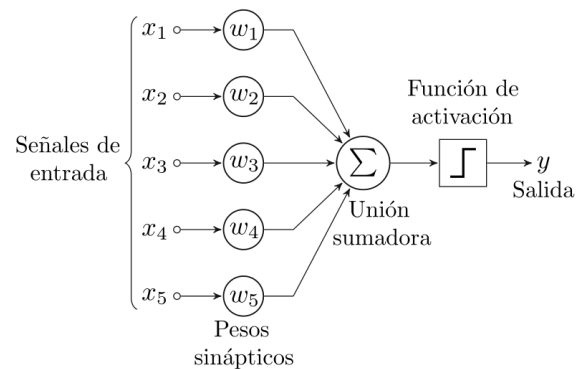 x1
w1
x2
w2
Función de
activación
Señales de
entrada
x3
w3
Σ
y
Salida
Unión
sumadora
x4
w4
x5
w5
Pesos
sinápticos